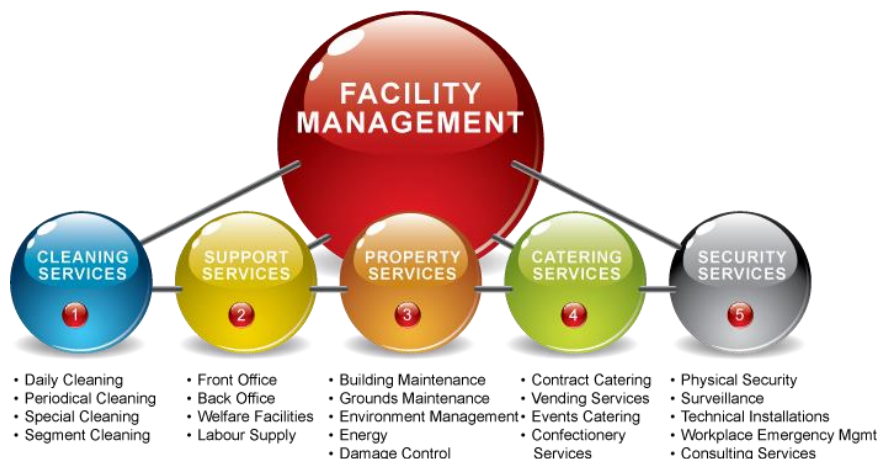 FACILITY
MANAGEMENT
CLEANING
SERVICES
1
SUPPORT
SERVICES
2
PROPERTY
SERVICES
3
CATERING
SERVICES
4
SECURITY
SERVICES
5
• Daily Cleaning
• Periodical Cleaning
• Special Cleaning
• Segment Cleaning
• Front Office
• Back Office
• Welfare Facilities
• Labour Supply
• Building Maintenance
• Grounds Maintenance
• Environment Management
• Energy
• Damage Control
• Contract Catering
• Vending Services
• Events Catering
• Confectionery
Services
• Physical Security
• Surveillance
• Technical Installations
• Workplace Emergency Mgmt
• Consulting Services